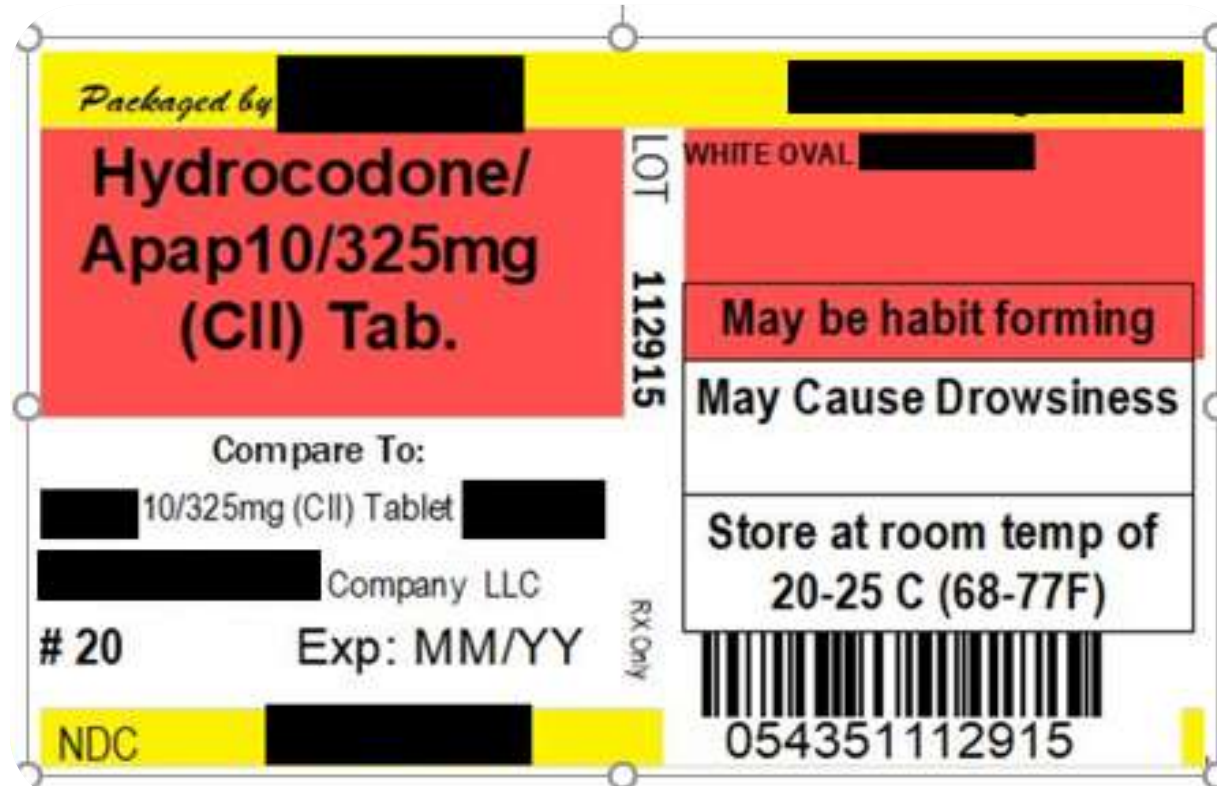 Packaged by
Hydrocodone/
Apap10/325mg
(CII) Tab.
Compare To:
10/325mg (CII) Tablet
Company LLC
# 20 Exp: MM/YY
NDC
LOT 112915
RX Only
WHITE OVAL
May be habit forming
May Cause Drowsiness
Store at room temp of
20-25 C (68-77F)
054351112915